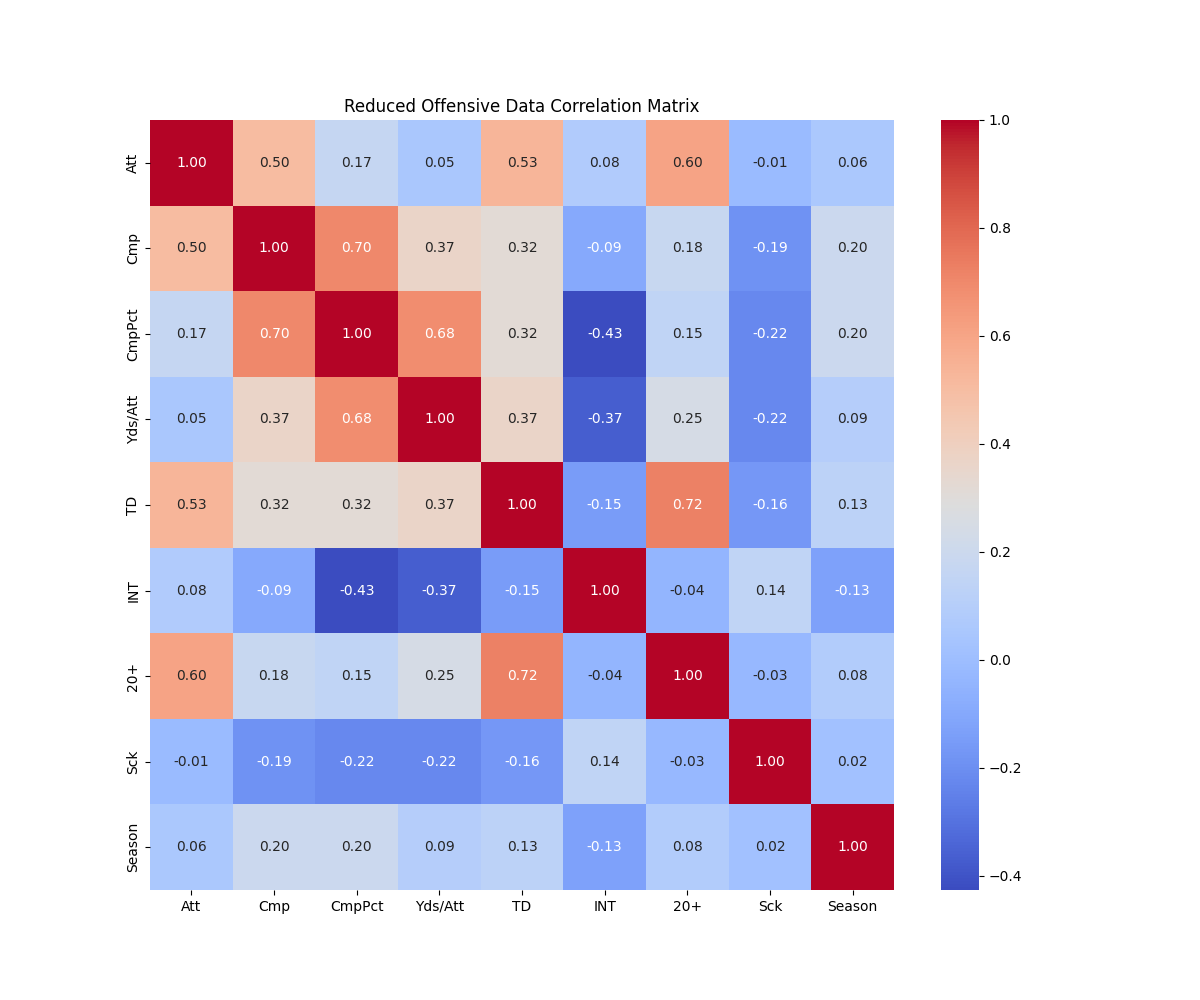 Reduced Offensive Data Correlation Matrix
Att 1.00 0.50 0.17 0.05 0.53 0.08 0.60 -0.01 0.06
Cmp 0.50 1.00 0.70 0.37 0.32 -0.09 0.18 -0.19 0.20
CmpPct 0.17 0.70 1.00 0.68 0.32 -0.43 0.15 -0.22 0.20
Yds/Att 0.05 0.37 0.68 1.00 0.37 -0.37 0.25 -0.22 0.09
TD 0.53 0.32 0.32 0.37 1.00 -0.15 0.72 -0.16 0.13
INT 0.08 -0.09 -0.43 -0.37 -0.15 1.00 -0.04 0.14 -0.13
20+ 0.60 0.18 0.15 0.25 0.72 -0.04 1.00 -0.03 0.08
Sck -0.01 -0.19 -0.22 -0.22 -0.16 0.14 -0.03 1.00 0.02
Season 0.06 0.20 0.20 0.09 0.13 -0.13 0.08 0.02 1.00
Att Cmp CmpPct Yds/Att TD INT 20+ Sck Season
1.0
0.8
0.6
0.4
0.2
0.0
−0.2
−0.4